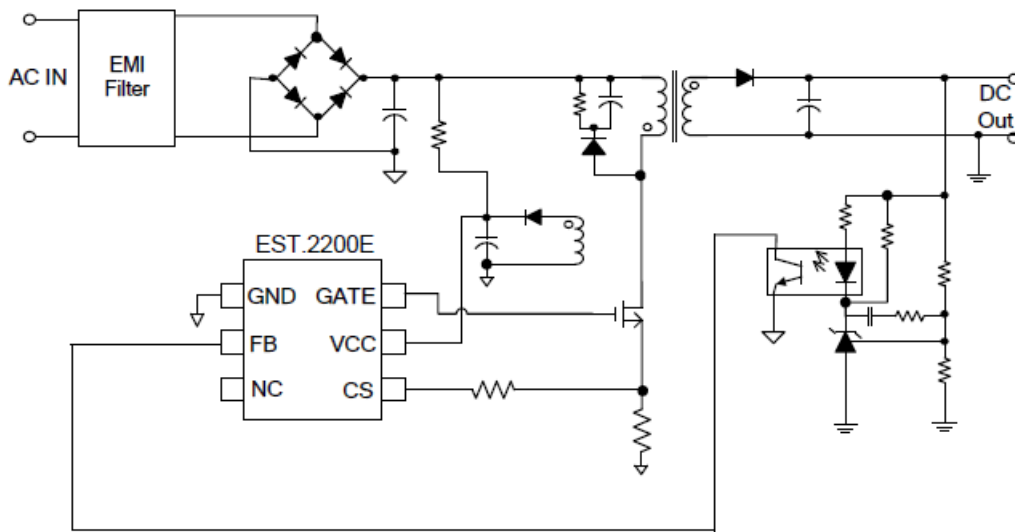 AC IN
EMI
Filter
DC
Out
EST.2200E
GND
GATE
FB
VCC
NC
CS